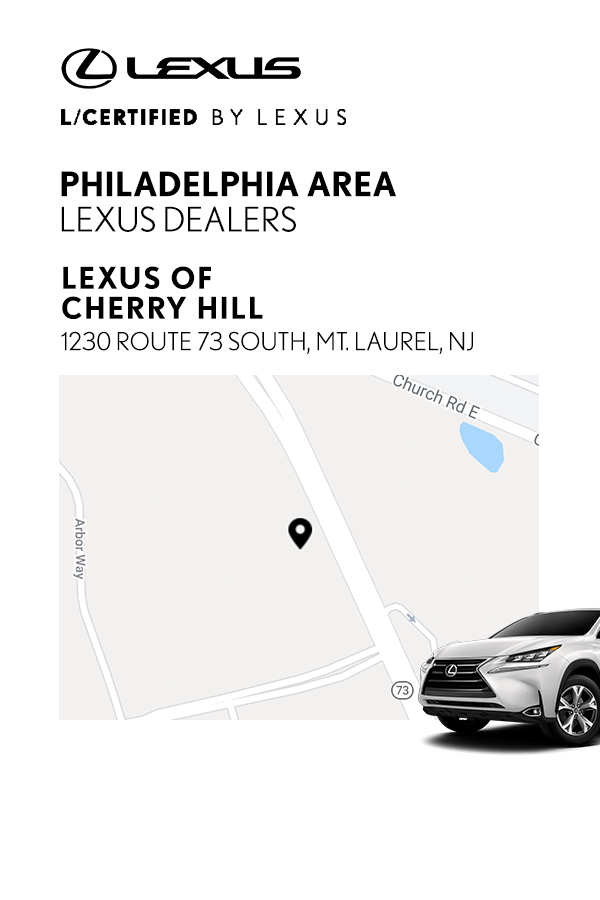 LEXUS
L/CERTIFIED BY LEXUS
PHILADELPHIA AREA
LEXUS DEALERS
LEXUS OF
CHERRY HILL
1230 ROUTE 73 SOUTH, MT. LAUREL, NJ
Church Rd E
Arbor Way
73